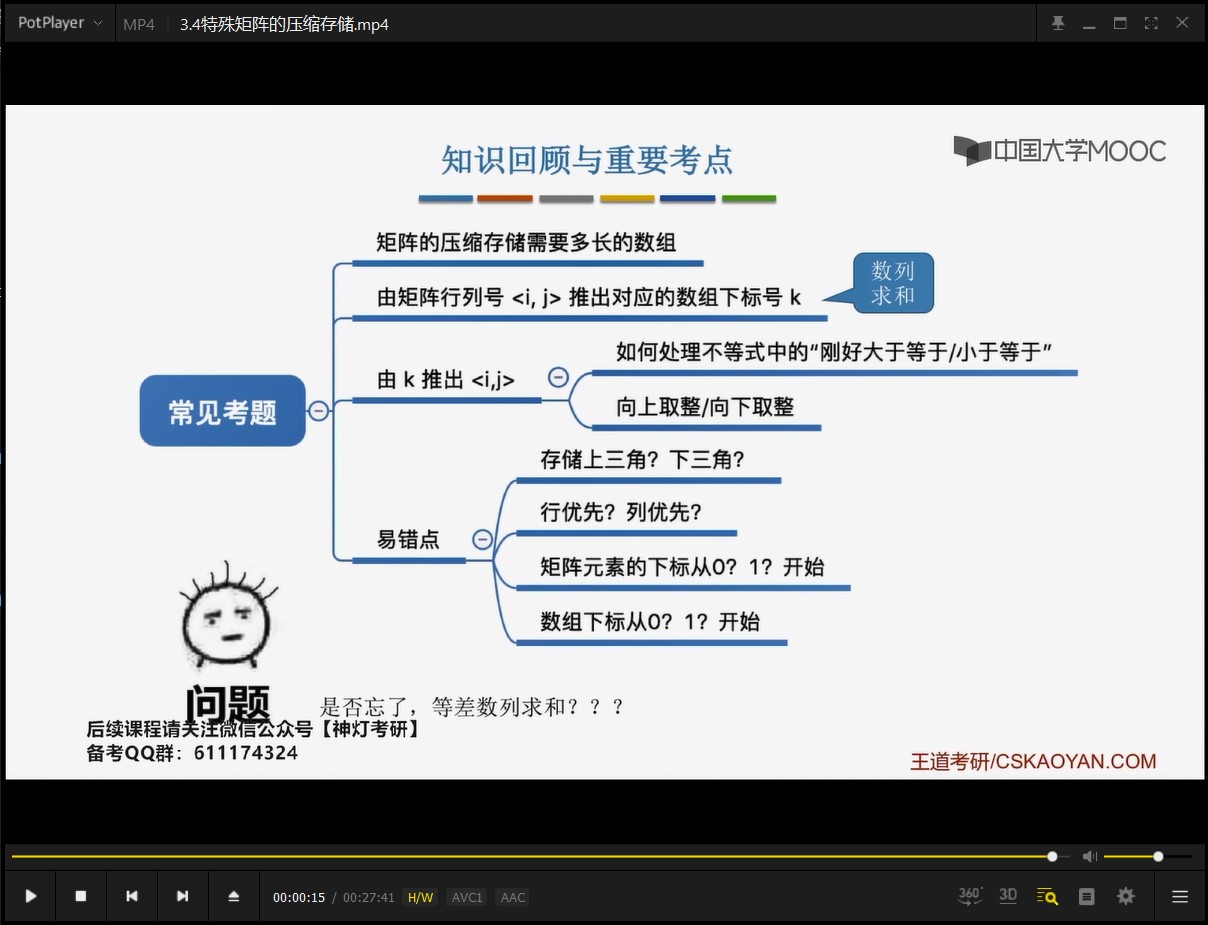 PotPlayer MP4 3.4特殊矩阵的压缩存储.mp4
知识回顾与重要考点
中国大学MOOC
矩阵的压缩存储需要多长的数组
由矩阵行列号 <i, j> 推出对应的数组下标号 k
数列
求和
如何处理不等式中的“刚好大于等于/小于等于”
由 k 推出 <i,j>
向上取整/向下取整
常见考题
存储上三角？下三角？
行优先？列优先？
易错点
矩阵元素的下标从0？1？开始
数组下标从0？1？开始
问题
是否忘了，等差数列求和？？？
后续课程请关注微信公众号【神灯考研】
备考QQ群：611174324
王道考研/CSKAOYAN.COM
00:00:15 / 00:27:41 H/W AVC1 AAC
360° 3D